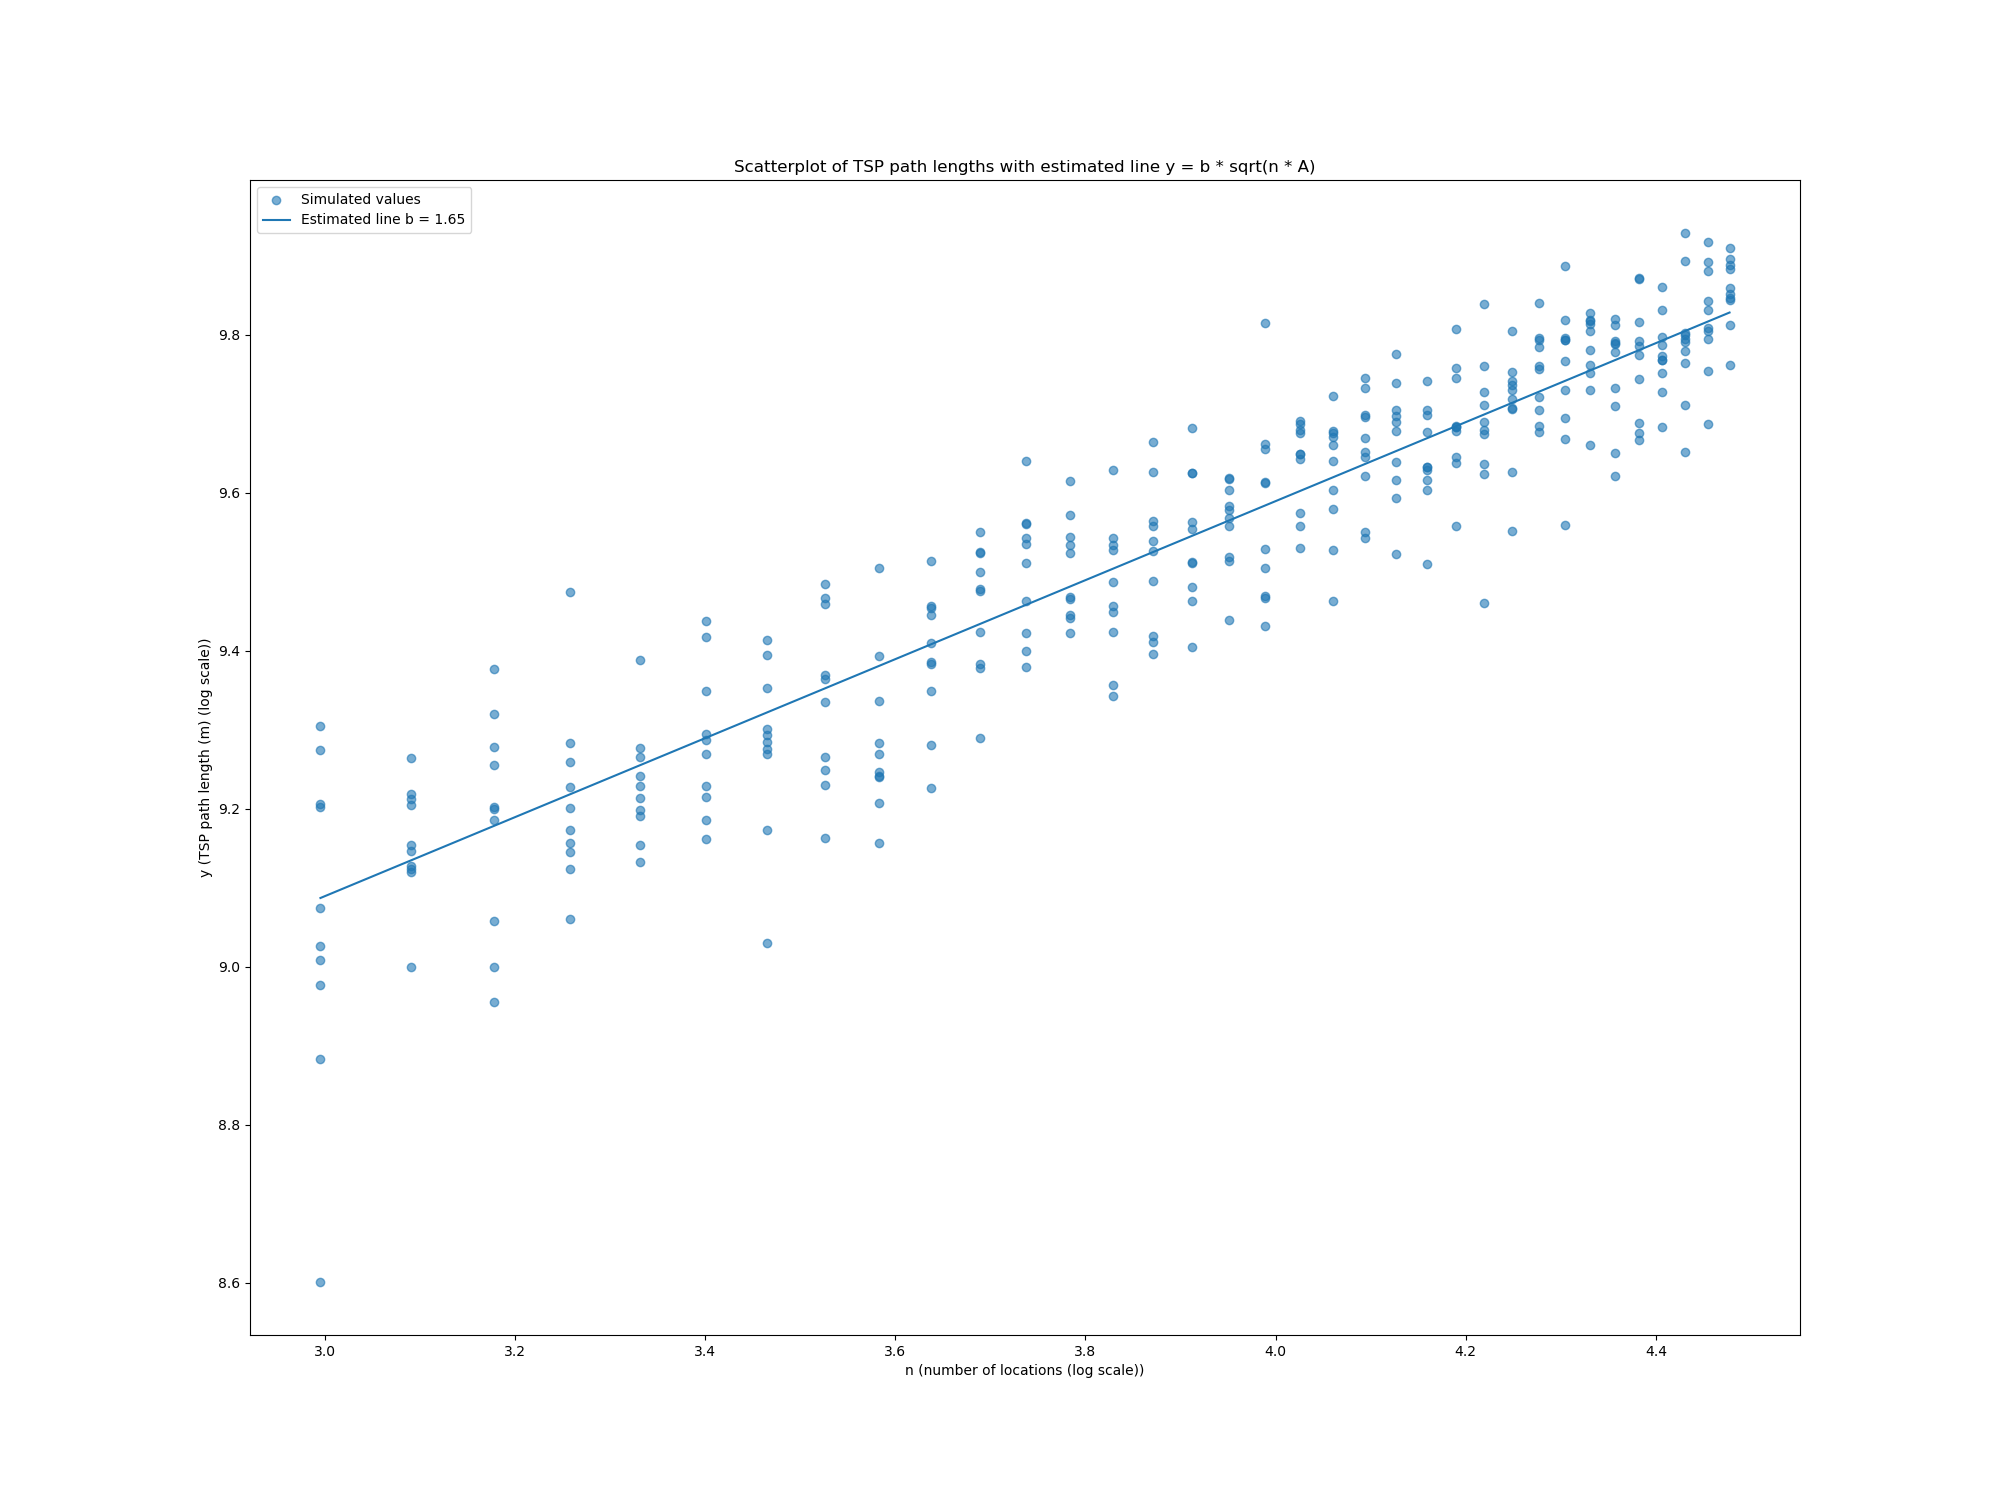 Scatterplot of TSP path lengths with estimated line y = b * sqrt(n * A)
Simulated values
Estimated line b = 1.65
y (TSP path length (m) (log scale))
9.8
9.6
9.4
9.2
9.0
8.8
8.6
3.0 3.2 3.4 3.6 3.8 4.0 4.2 4.4
n (number of locations (log scale))